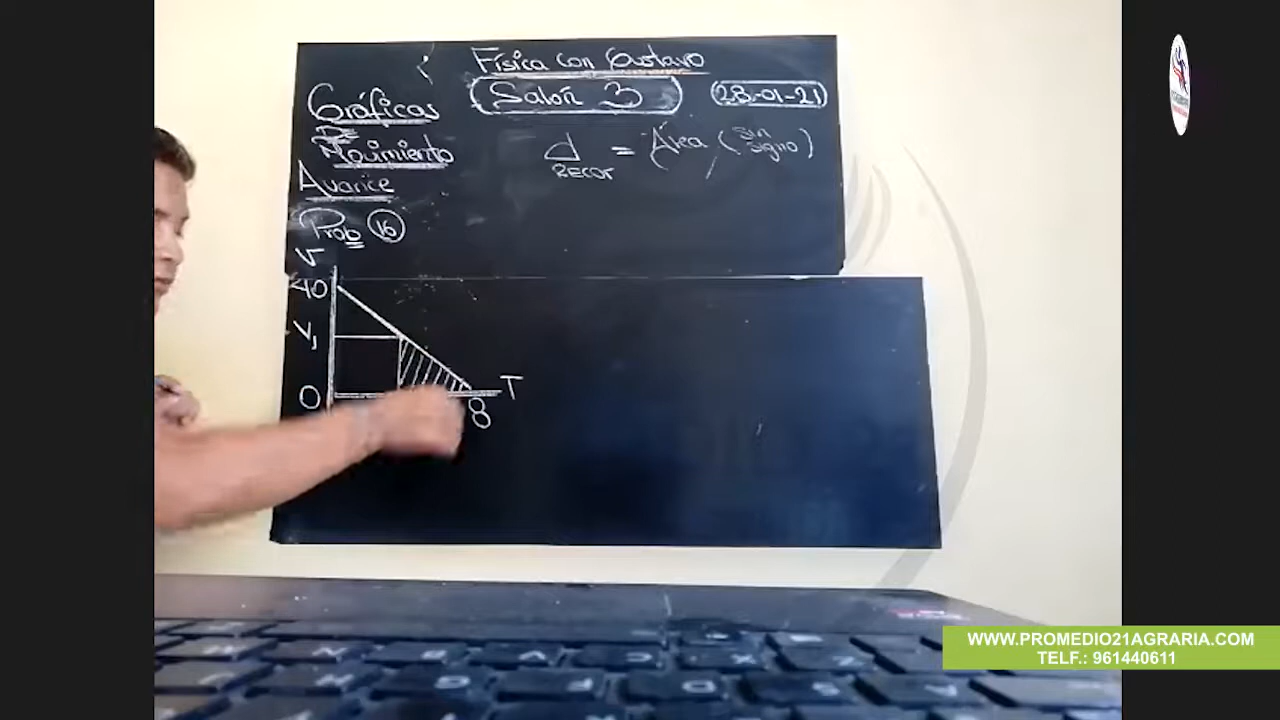 Física con Gustavo
Salón 3
28-01-21
Gráficas
De
Movimiento
Avance
Prob 16
d = Área (sin signo)
RECOR
V
40
V1
0
8
T
WWW.PROMEDIO21AGRARIA.COM
TELF.: 961440611